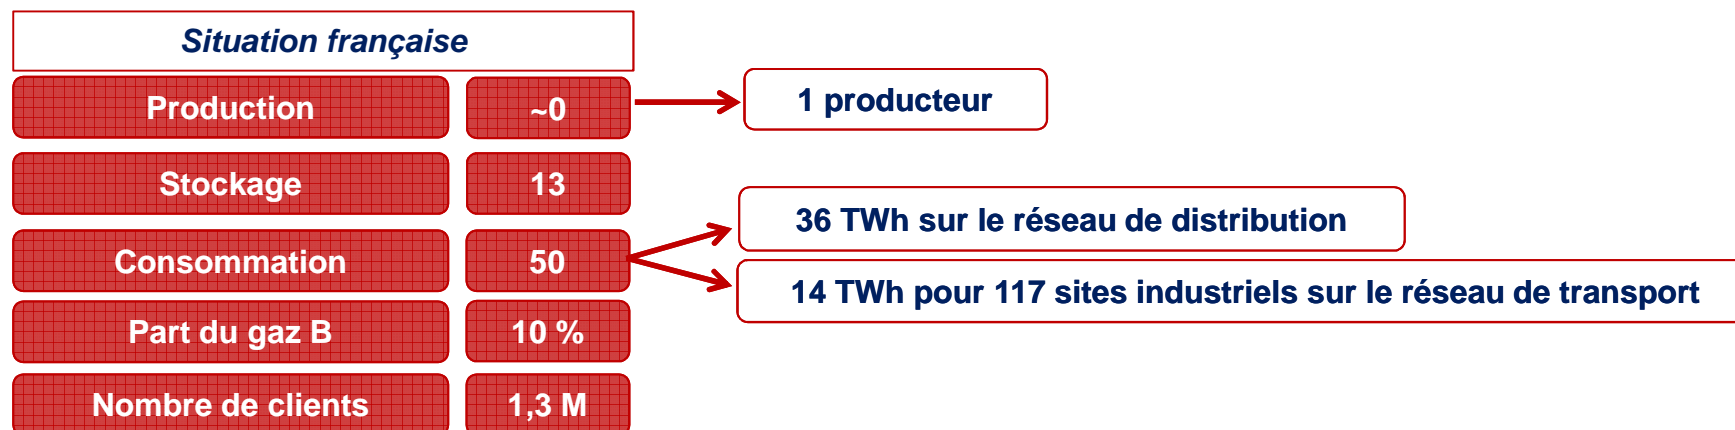 Situation française
Production
~0
1 producteur
Stockage
13
36 TWh sur le réseau de distribution
Consommation
50
14 TWh pour 117 sites industriels sur le réseau de transport
Part du gaz B
10 %
Nombre de clients
1,3 M